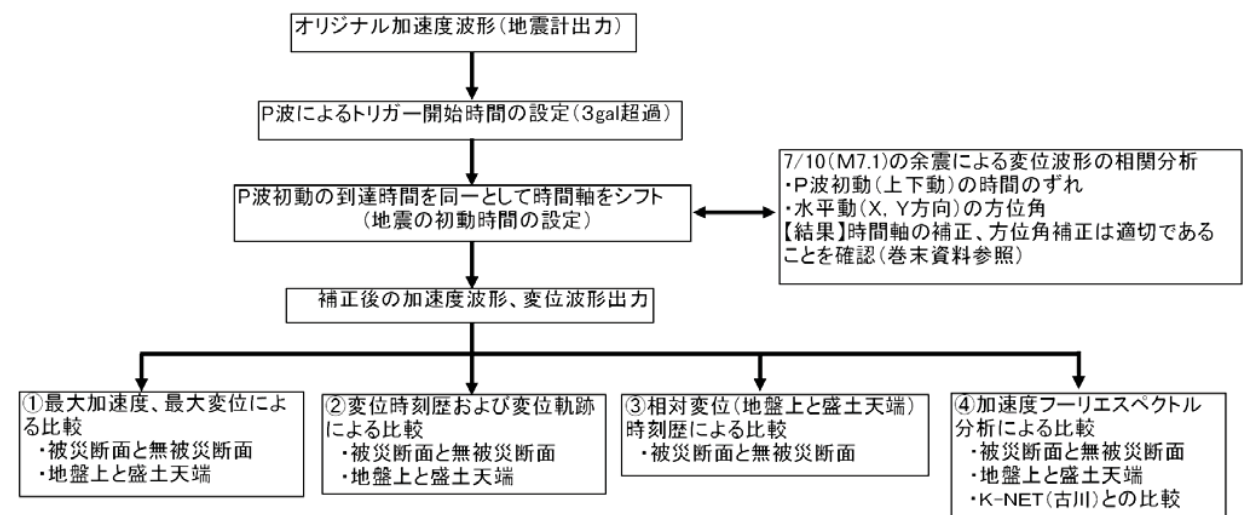 オリジナル加速度波形(地震計出力)
P波によるトリガー開始時間の設定(3gal超過)
P波初動の到達時間を同一として時間軸をシフト
(地震の初動時間の設定)
7/10(M7.1)の余震による変位波形の相関分析
・P波初動(上下動)の時間のずれ
・水平動(X, Y方向)の方位角
【結果】時間軸の補正、方位角補正は適切である
ことを確認(巻末資料参照)
補正後の加速度波形、変位波形出力
①最大加速度、最大変位によ
る比較
・被災断面と無被災断面
・地盤上と盛土天端
②変位時刻歴および変位軌跡
による比較
・被災断面と無被災断面
・地盤上と盛土天端
③相対変位(地盤上と盛土天端)
時刻歴による比較
・被災断面と無被災断面
④加速度フーリエスペクトル
分析による比較
・被災断面と無被災断面
・地盤上と盛土天端
・K-NET(古川)との比較